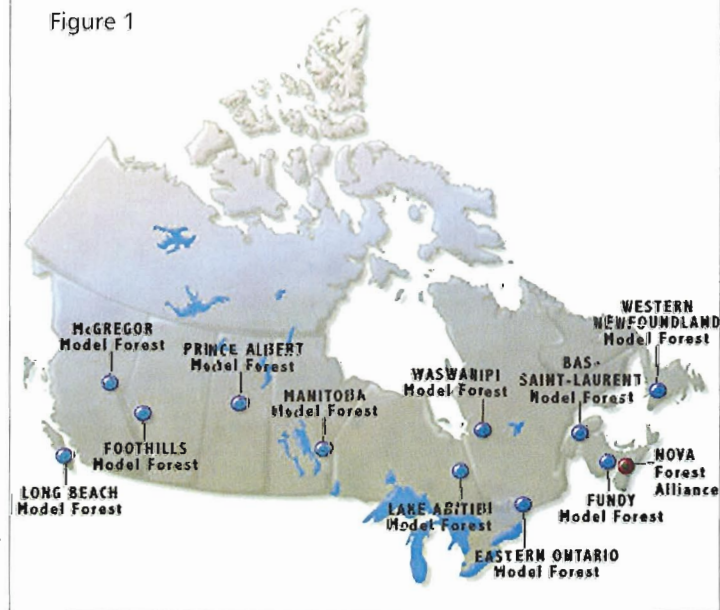 Figure 1
WESTERN
NEWFOUNDLAND
Model Forest
McGREGOR
Model Forest
PRINCE ALBERT
Model Forest
BAS-
SAINT-LAURENT
Model Forest
WASWANIPI
Model Forest
MANITOBA
Model Forest
FOOTHILLS
Model Forest
NOVA
Forest
Alliance
LONG BEACH
Model Forest
FUNDY
Model Forest
LAKE ABITIBI
Model Forest
EASTERN ONTARIO
Model Forest